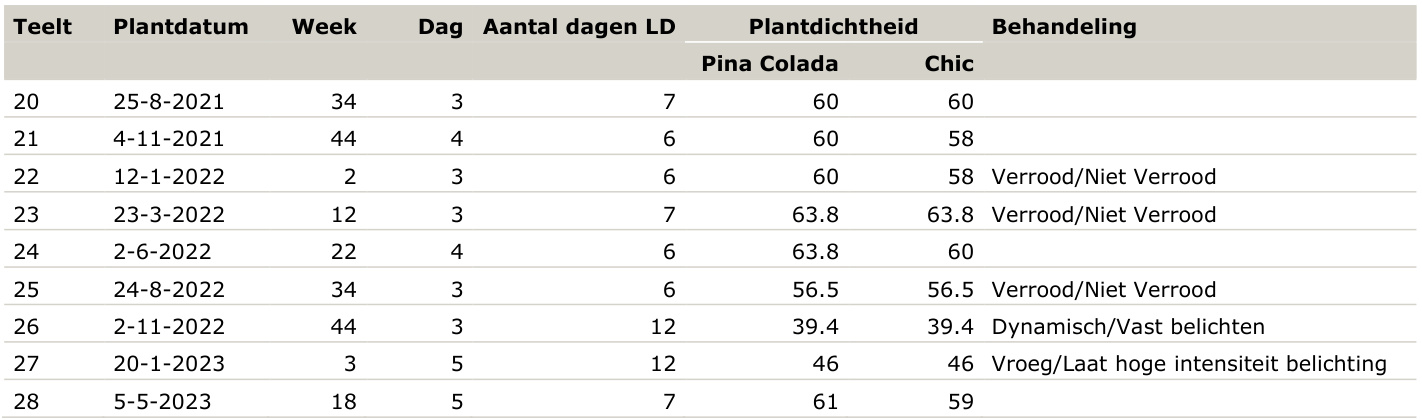 Teelt Plantdatum Week Dag Aantal dagen LD Plantdichtheid Behandeling
Pina Colada Chic
20 25-8-2021 34 3 7 60 60
21 4-11-2021 44 4 6 60 58
22 12-1-2022 2 3 6 60 58 Verrood/Niet Verrood
23 23-3-2022 12 3 7 63.8 63.8 Verrood/Niet Verrood
24 2-6-2022 22 4 6 63.8 60
25 24-8-2022 34 3 6 56.5 56.5 Verrood/Niet Verrood
26 2-11-2022 44 3 12 39.4 39.4 Dynamisch/Vast belichten
27 20-1-2023 3 5 12 46 46 Vroeg/Laat hoge intensiteit belichting
28 5-5-2023 18 5 7 61 59